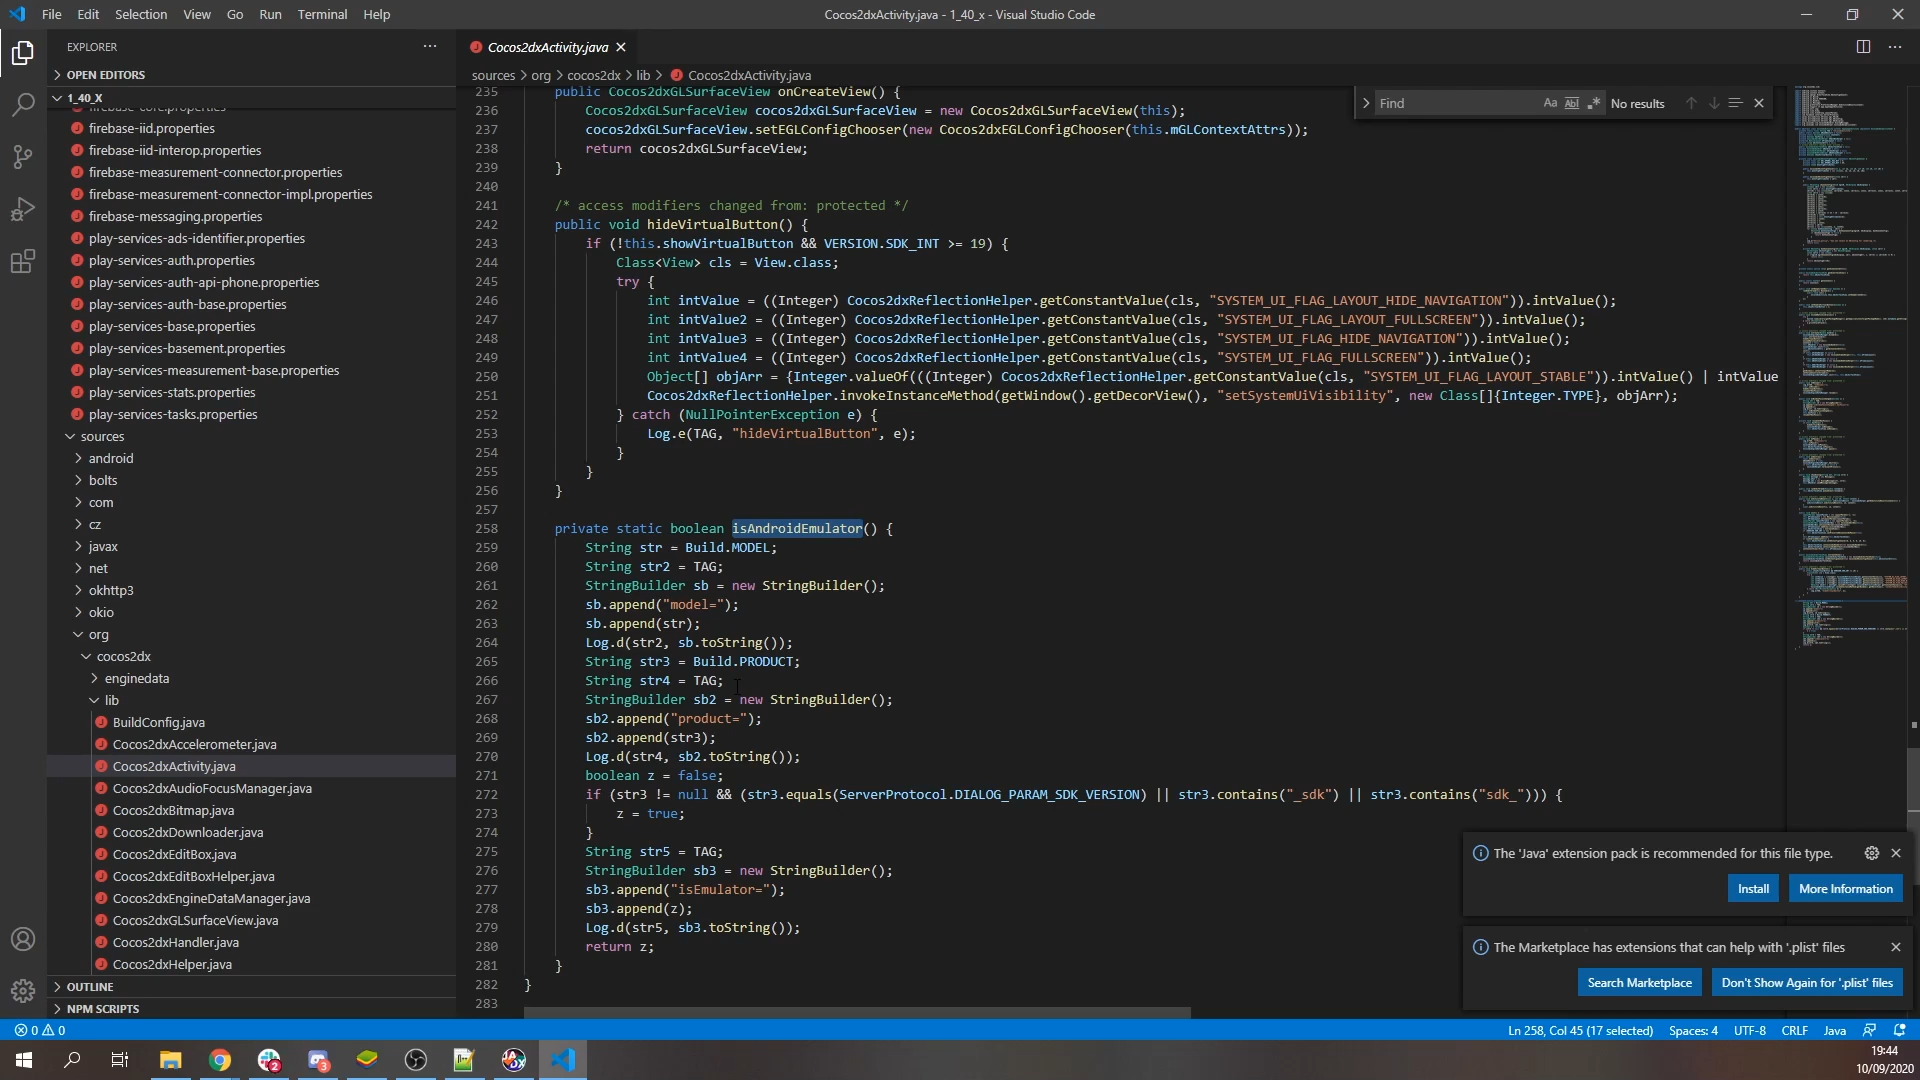 File Edit Selection View Go Run Terminal Help
Cocos2dxActivity.java - 1_40_x - Visual Studio Code
EXPLORER
OPEN EDITORS
1_40_X
firebase-core.properties
firebase-iid.properties
firebase-iid-interop.properties
firebase-measurement-connector.properties
firebase-measurement-connector-impl.properties
firebase-messaging.properties
play-services-ads-identifier.properties
play-services-auth.properties
play-services-auth-api-phone.properties
play-services-auth-base.properties
play-services-base.properties
play-services-basement.properties
play-services-measurement-base.properties
play-services-stats.properties
play-services-tasks.properties
sources
android
bolts
com
cz
javax
net
okhttp3
okio
org
cocos2dx
enginedata
lib
BuildConfig.java
Cocos2dxAccelerometer.java
Cocos2dxActivity.java
Cocos2dxAudioFocusManager.java
Cocos2dxBitmap.java
Cocos2dxDownloader.java
Cocos2dxEditBox.java
Cocos2dxEditBoxHelper.java
Cocos2dxEngineDataManager.java
Cocos2dxGLSurfaceView.java
Cocos2dxHandler.java
Cocos2dxHelper.java
OUTLINE
NPM SCRIPTS
Cocos2dxActivity.java
sources > org > cocos2dx > lib > Cocos2dxActivity.java
Find Aa Abl .* No results
235 public Cocos2dxGLSurfaceView onCreateView() {
236 Cocos2dxGLSurfaceView cocos2dxGLSurfaceView = new Cocos2dxGLSurfaceView(this);
237 cocos2dxGLSurfaceView.setEGLConfigChooser(new Cocos2dxEGLConfigChooser(this.mGLContextAttrs));
238 return cocos2dxGLSurfaceView;
239 }
240
241 /* access modifiers changed from: protected */
242 public void hideVirtualButton() {
243 if (!this.showVirtualButton && VERSION.SDK_INT >= 19) {
244 Class<View> cls = View.class;
245 try {
246 int intValue = ((Integer) Cocos2dxReflectionHelper.getConstantValue(cls, "SYSTEM_UI_FLAG_LAYOUT_HIDE_NAVIGATION")).intValue();
247 int intValue2 = ((Integer) Cocos2dxReflectionHelper.getConstantValue(cls, "SYSTEM_UI_FLAG_LAYOUT_FULLSCREEN")).intValue();
248 int intValue3 = ((Integer) Cocos2dxReflectionHelper.getConstantValue(cls, "SYSTEM_UI_FLAG_HIDE_NAVIGATION")).intValue();
249 int intValue4 = ((Integer) Cocos2dxReflectionHelper.getConstantValue(cls, "SYSTEM_UI_FLAG_FULLSCREEN")).intValue();
250 Object[] objArr = {Integer.valueOf(((Integer) Cocos2dxReflectionHelper.getConstantValue(cls, "SYSTEM_UI_FLAG_LAYOUT_STABLE")).intValue() | intValue
251 Cocos2dxReflectionHelper.invokeInstanceMethod(getWindow().getDecorView(), "setSystemUiVisibility", new Class[]{Integer.TYPE}, objArr);
252 } catch (NullPointerException e) {
253 Log.e(TAG, "hideVirtualButton", e);
254 }
255 }
256 }
257
258 private static boolean isAndroidEmulator() {
259 String str = Build.MODEL;
260 String str2 = TAG;
261 StringBuilder sb = new StringBuilder();
262 sb.append("model=");
263 sb.append(str);
264 Log.d(str2, sb.toString());
265 String str3 = Build.PRODUCT;
266 String str4 = TAG;
267 StringBuilder sb2 = new StringBuilder();
268 sb2.append("product=");
269 sb2.append(str3);
270 Log.d(str4, sb2.toString());
271 boolean z = false;
272 if (str3 != null && (str3.equals(ServerProtocol.DIALOG_PARAM_SDK_VERSION) || str3.contains("_sdk") || str3.contains("sdk_"))) {
273 z = true;
274 }
275 String str5 = TAG;
276 StringBuilder sb3 = new StringBuilder();
277 sb3.append("isEmulator=");
278 sb3.append(z);
279 Log.d(str5, sb3.toString());
280 return z;
281 }
282 }
283
The 'Java' extension pack is recommended for this file type.
Install More Information
The Marketplace has extensions that can help with '.plist' files
Search Marketplace Don't Show Again for '.plist' files
0 0
Ln 258, Col 45 (17 selected) Spaces: 4 UTF-8 CRLF Java
2 3
19:44
10/09/2020